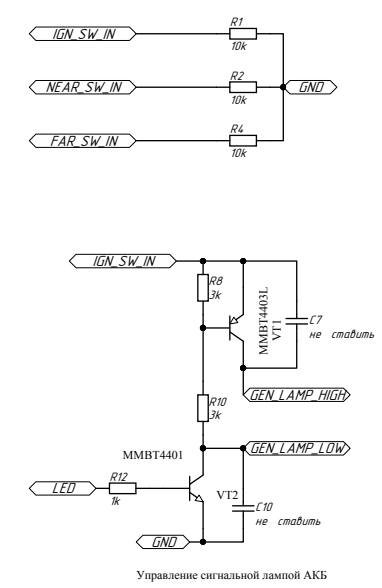 IGN_SW_IN
R1
10k
NEAR_SW_IN
R2
10k
GND
FAR_SW_IN
R4
10k
IGN_SW_IN
R8
3k
MMBT4403L
VT1
C7
не ставить
GEN_LAMP_HIGH
R10
3k
MMBT4401
GEN_LAMP_LOW
LED
R12
1k
VT2
C10
не ставить
GND
Управление сигнальной лампой АКБ